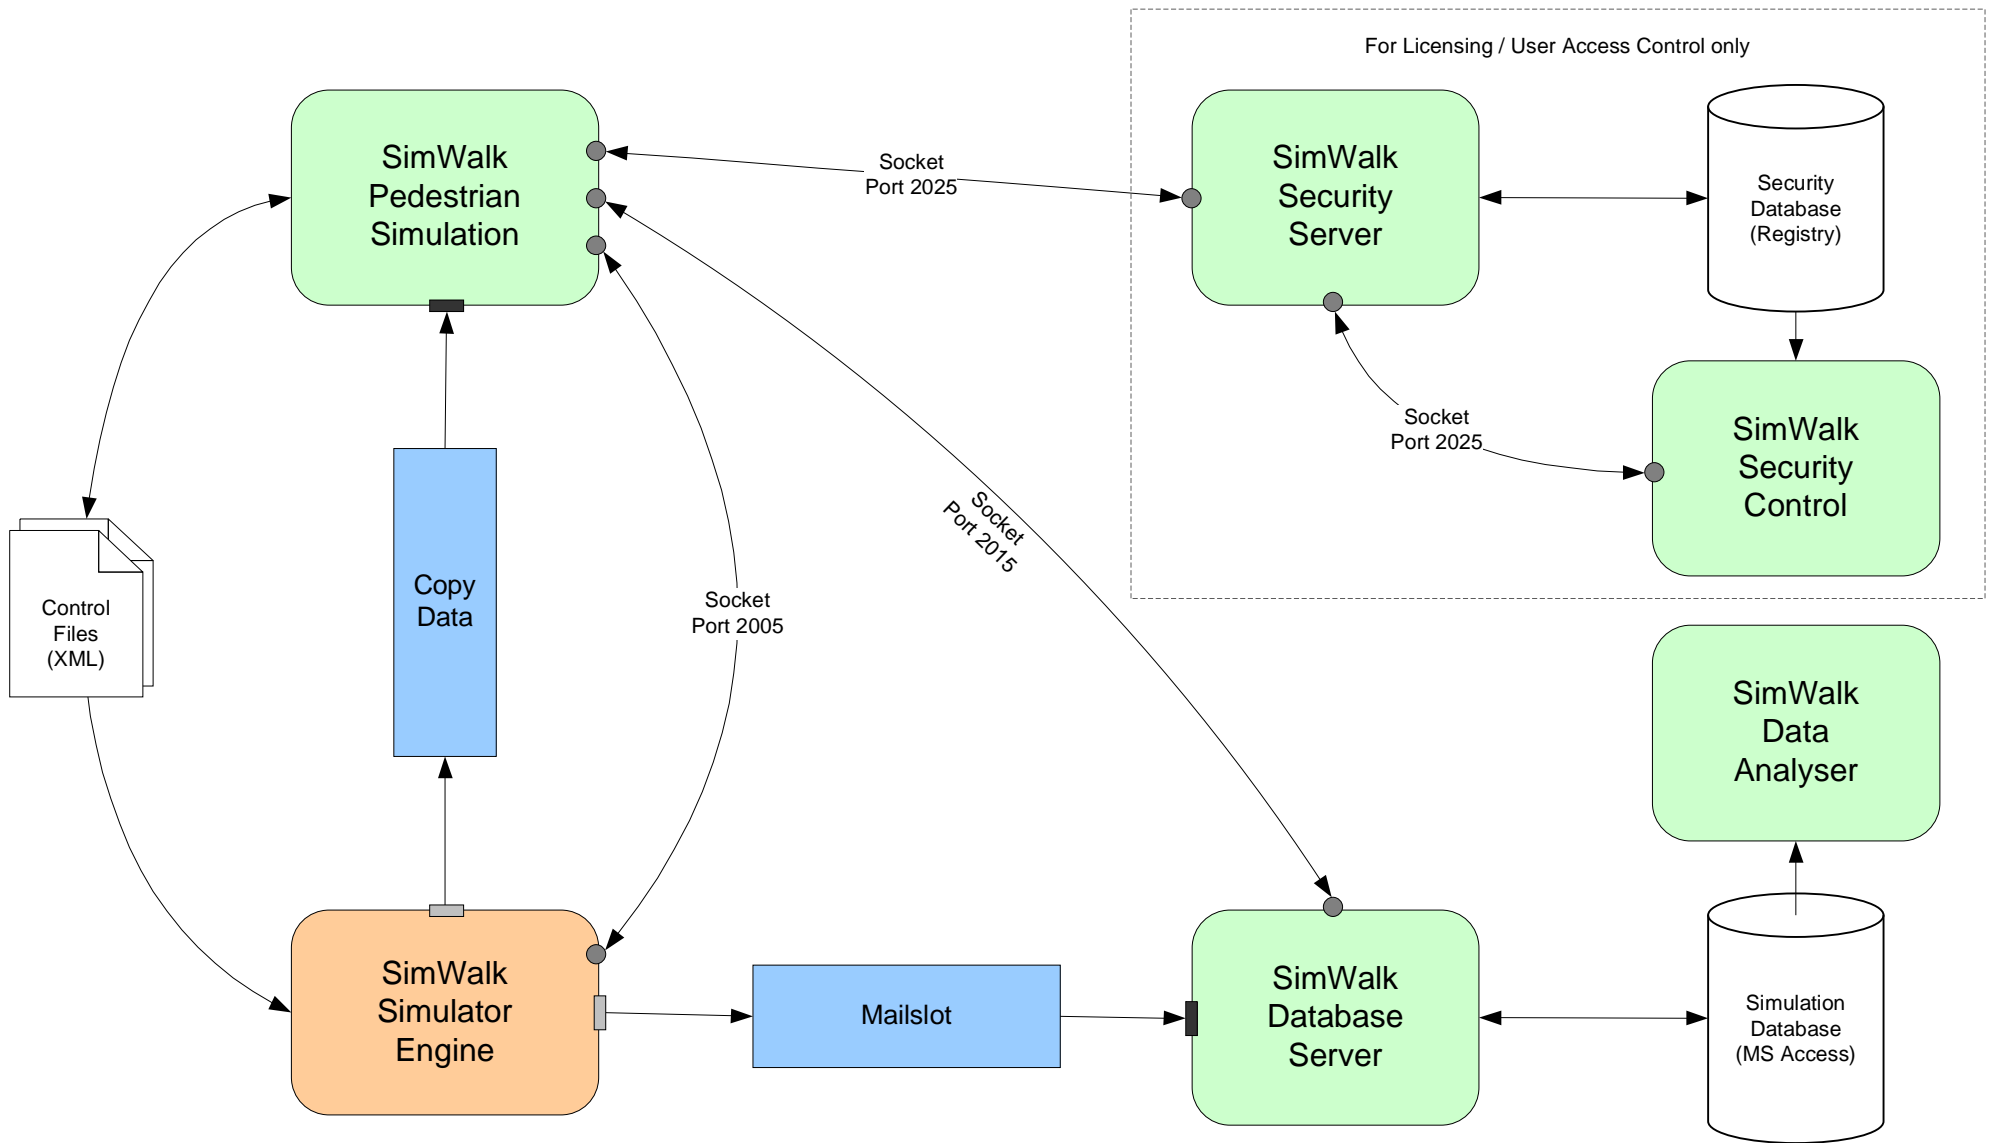 For Licensing / User Access Control only
SimWalk
Pedestrian
Simulation
Socket
Port 2025
SimWalk
Security
Server
Security
Database
(Registry)
Socket
Port 2025
SimWalk
Security
Control
Socket
Port 2015
Copy
Data
Control
Files
(XML)
Socket
Port 2005
SimWalk
Data
Analyser
SimWalk
Simulator
Engine
Mailslot
SimWalk
Database
Server
Simulation
Database
(MS Access)